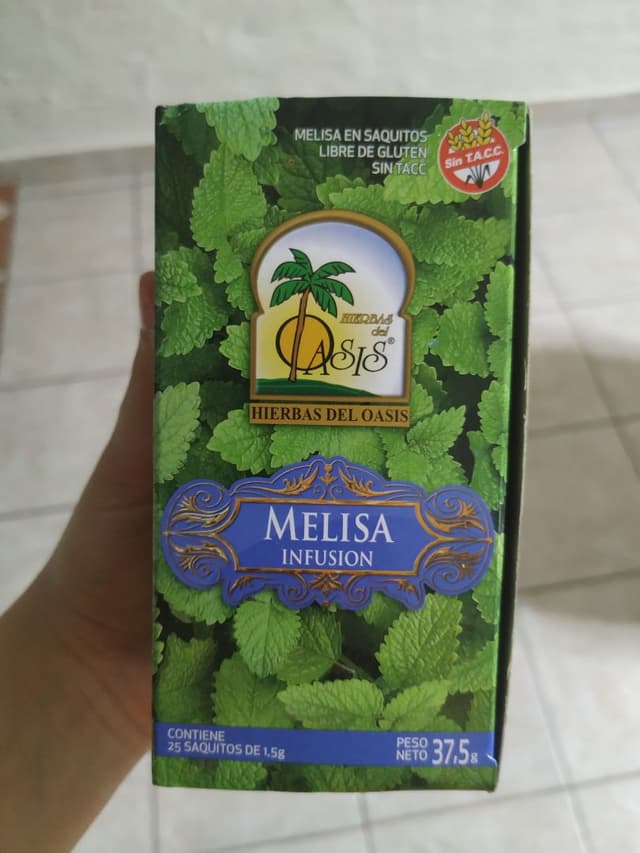 MELISA EN SAQUITOS
LIBRE DE GLUTEN
SIN TACC
Sin T.A.C.C.
HIERBAS
del
OASIS®
HIERBAS DEL OASIS
MELISA
INFUSION
CONTIENE
25 SAQUITOS DE 1,5g
PESO
NETO 37,5g